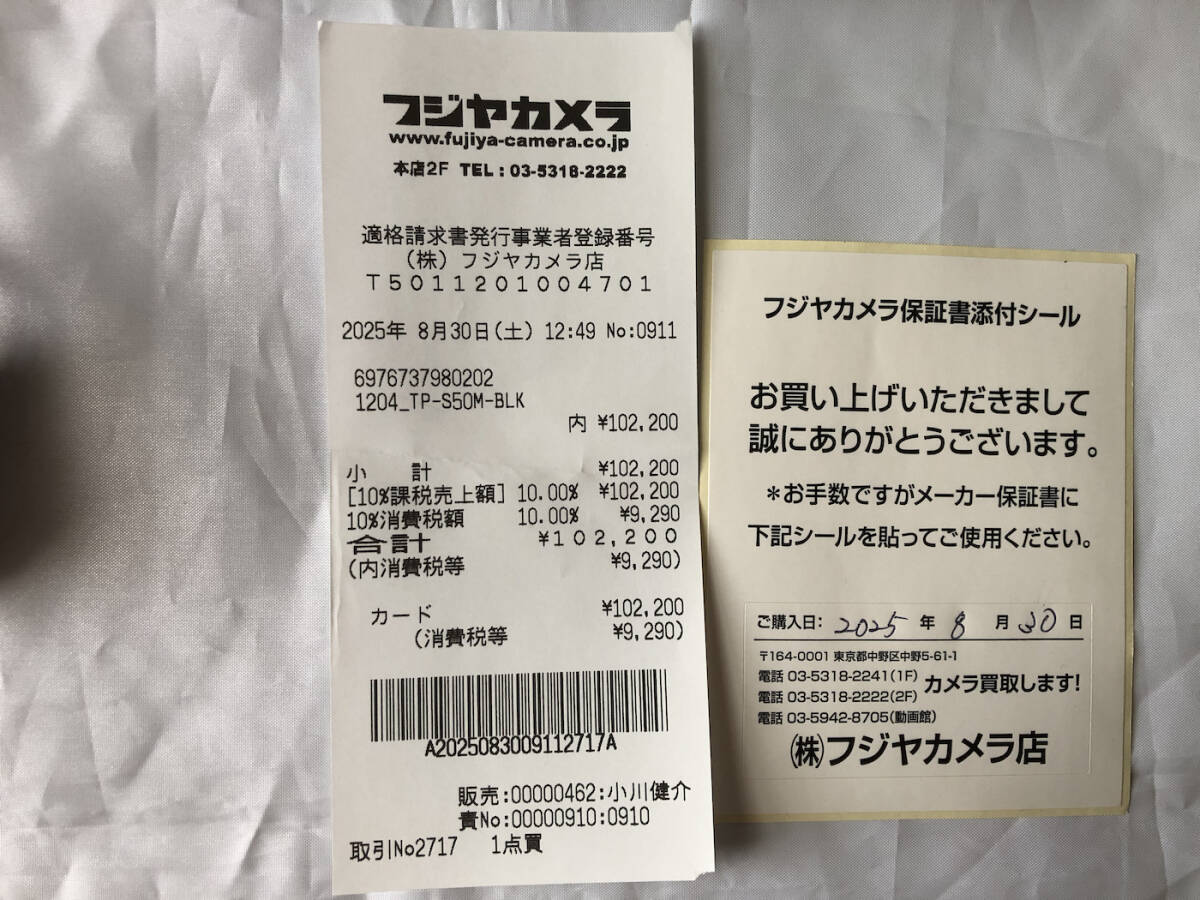 フジヤカメラ
www.fujiya-camera.co.jp
本店2F TEL：03-5318-2222
適格請求書発行事業者登録番号
（株）フジヤカメラ店
T5011201004701
2025年 8月30日(土) 12:49 No:0911
6976737980202
1204_TP-S50M-BLK
内 ¥102,200
小 計 ¥102,200
[10%課税売上額] 10.00% ¥102,200
10%消費税額 10.00% ¥9,290
合計 ¥102,200
(内消費税等 ¥9,290)
カード ¥102,200
(消費税等 ¥9,290)
A2025083009112717A
販売:00000462:小川健介
責No:00000910:0910
取引No2717 1点買
フジヤカメラ保証書添付シール
お買い上げいただきまして
誠にありがとうございます。
＊お手数ですがメーカー保証書に
下記シールを貼ってご使用ください。
ご購入日: 2025 年 8 月 30 日
〒164-0001 東京都中野区中野5-61-1
電話 03-5318-2241(1F)
電話 03-5318-2222(2F)
電話 03-5942-8705(動画館)
カメラ買取します!
㈱フジヤカメラ店